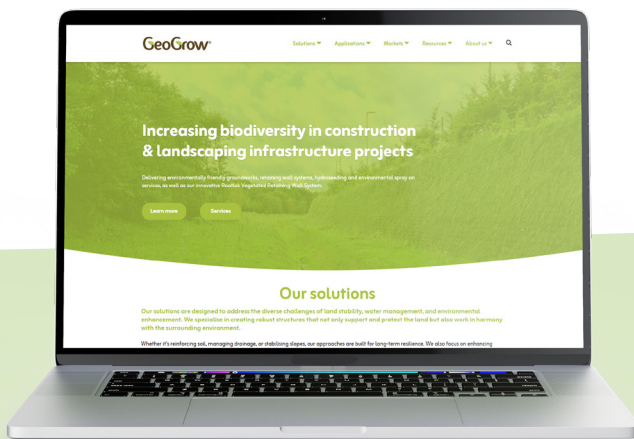 GeoGrow
Solutions Applications Markets Resources About us
Increasing biodiversity in construction
& landscaping infrastructure projects
Delivering environmentally friendly groundworks, retaining wall systems, hydroseeding and environmental spray on
services, as well as our innovative Rootlok Vegetated Retaining Wall System.
Learn more Services
Our solutions
Our solutions are designed to address the diverse challenges of land stability, water management, and environmental
enhancement. We specialise in creating robust structures that not only support and protect the land but also work in harmony
with the surrounding environment.
Whether it's reinforcing soil, managing drainage, or stabilising slopes, our approaches are built for long-term resilience. We also focus on enhancing